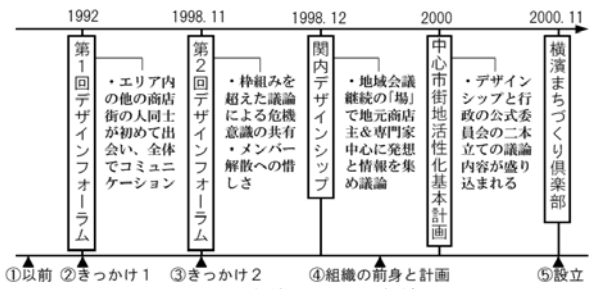 1992
1998.11
1998.12
2000
2000.11
第1回デザインフォーラム
・エリア内
の他の商店
街の人同士
が初めて出
会い、全体
でコミュニ
ケーション
第2回デザインフォーラム
・枠組みを
超えた議論
による危機
意識の共有
・メンバー
解散への惜
しさ
関内デザインシップ
・地域会議
継続の「場」
で地元商店
主&専門家
中心に発想
と情報を集
め議論
中心市街地活性化基本計画
・デザイン
シップと行
政の公式委
員会の二本
立ての議論
内容が盛り
込まれる
横濱まちづくり倶楽部
①以前
②きっかけ1
③きっかけ2
④組織の前身と計画
⑤設立